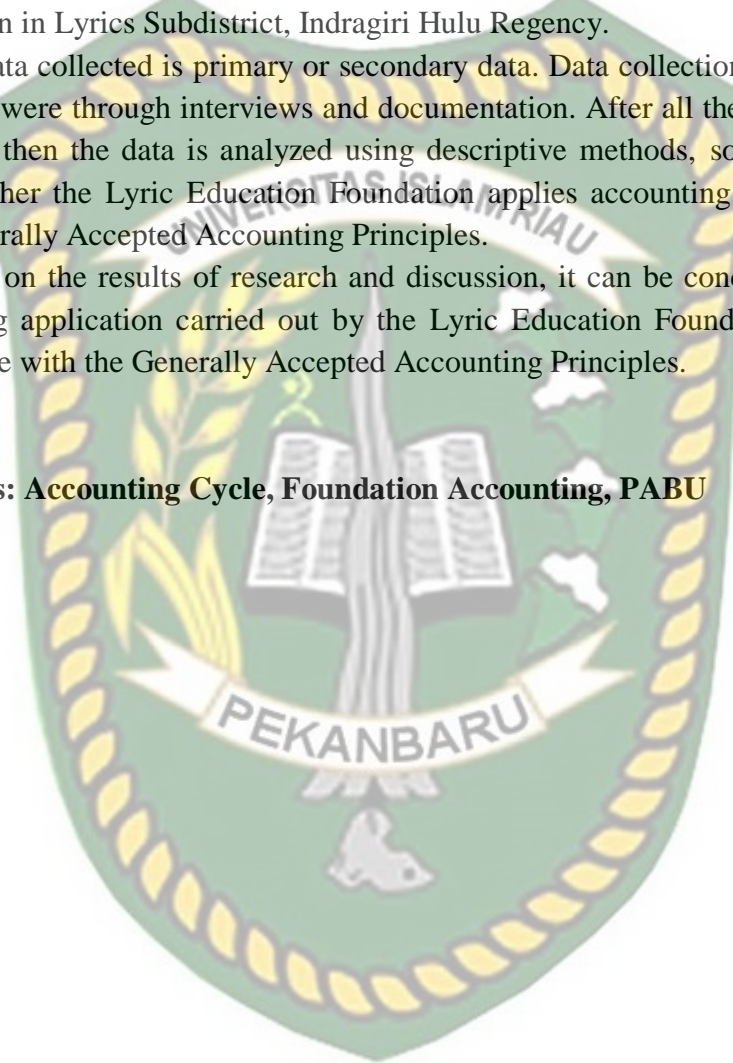 n in Lyrics Subdistrict, Indragiri Hulu Regency.
ata collected is primary or secondary data. Data collection
were through interviews and documentation. After all the
then the data is analyzed using descriptive methods, so
her the Lyric Education Foundation applies accounting
erally Accepted Accounting Principles.
on the results of research and discussion, it can be conc
g application carried out by the Lyric Education Found
e with the Generally Accepted Accounting Principles.
s: Accounting Cycle, Foundation Accounting, PABU
UNIVERSITAS ISLAM RIAU
PEKANBARU